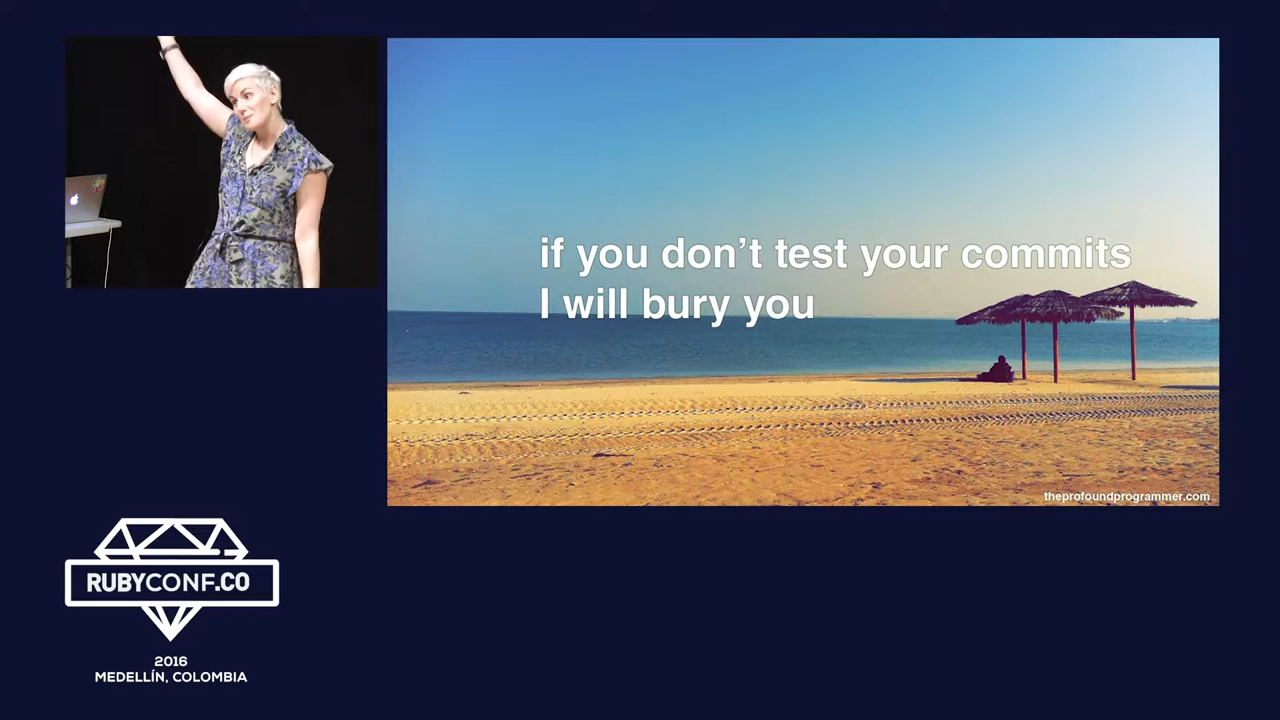 if you don’t test your commits
I will bury you
theprofoundprogrammer.com
RUBYCONF.CO
2016
MEDELLÍN, COLOMBIA